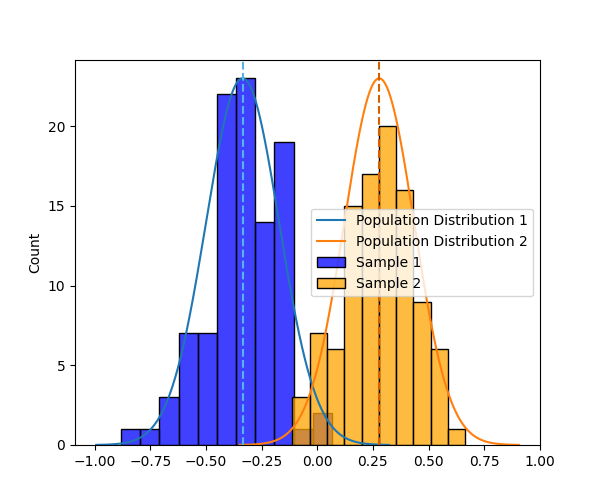 Count
20
15
10
5
0
Population Distribution 1
Population Distribution 2
Sample 1
Sample 2
−1.00 −0.75 −0.50 −0.25 0.00 0.25 0.50 0.75 1.00